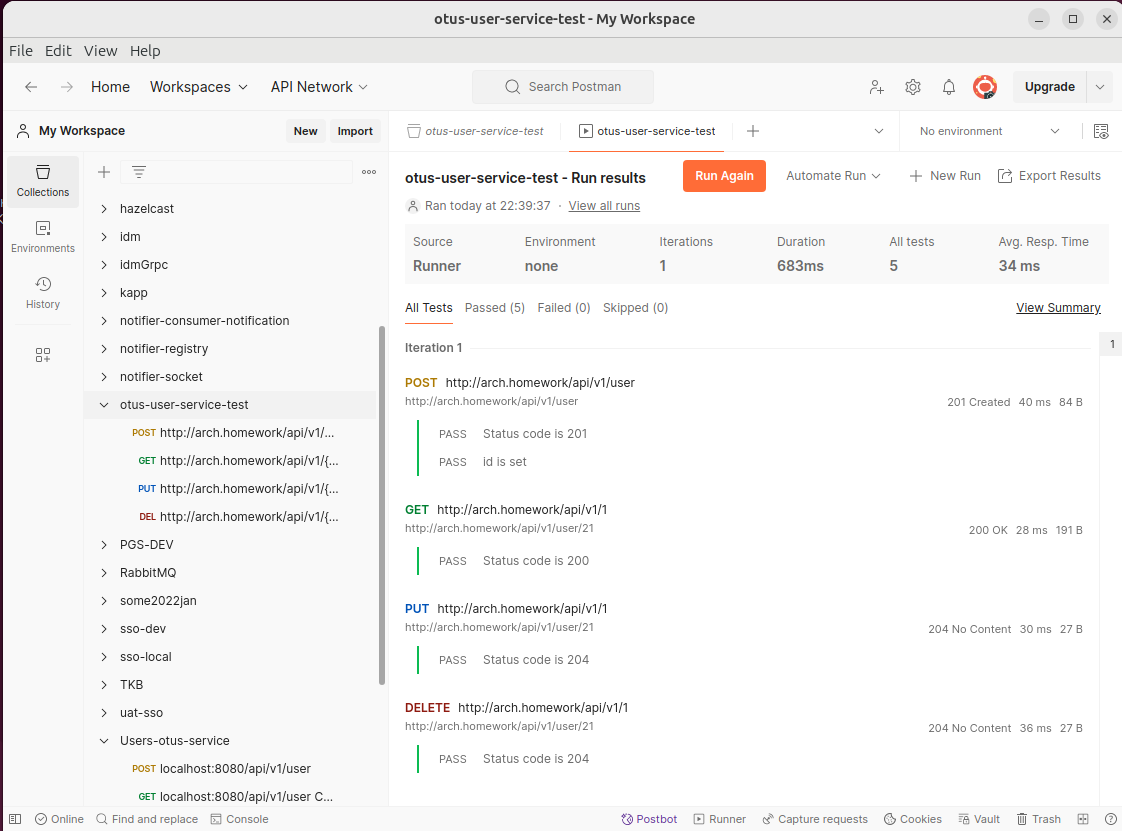 otus-user-service-test - My Workspace
File Edit View Help
Home Workspaces API Network Search Postman Upgrade
My Workspace New Import
otus-user-service-test otus-user-service-test No environment
Collections
Environments
History
hazelcast
idm
idmGrpc
kapp
notifier-consumer-notification
notifier-registry
notifier-socket
otus-user-service-test
POST http://arch.homework/api/v1/...
GET http://arch.homework/api/v1/{...
PUT http://arch.homework/api/v1/{...
DEL http://arch.homework/api/v1/{...
PGS-DEV
RabbitMQ
some2022jan
sso-dev
sso-local
TKB
uat-sso
Users-otus-service
POST localhost:8080/api/v1/user
GET localhost:8080/api/v1/user C...
otus-user-service-test - Run results Run Again Automate Run New Run Export Results
Ran today at 22:39:37 · View all runs
Source Environment Iterations Duration All tests Avg. Resp. Time
Runner none 1 683ms 5 34 ms
All Tests Passed (5) Failed (0) Skipped (0) View Summary
Iteration 1 1
POST http://arch.homework/api/v1/user
http://arch.homework/api/v1/user 201 Created 40 ms 84 B
PASS Status code is 201
PASS id is set
GET http://arch.homework/api/v1/1
http://arch.homework/api/v1/user/21 200 OK 28 ms 191 B
PASS Status code is 200
PUT http://arch.homework/api/v1/1
http://arch.homework/api/v1/user/21 204 No Content 30 ms 27 B
PASS Status code is 204
DELETE http://arch.homework/api/v1/1
http://arch.homework/api/v1/user/21 204 No Content 36 ms 27 B
PASS Status code is 204
Online Find and replace Console Postbot Runner Capture requests Cookies Vault Trash